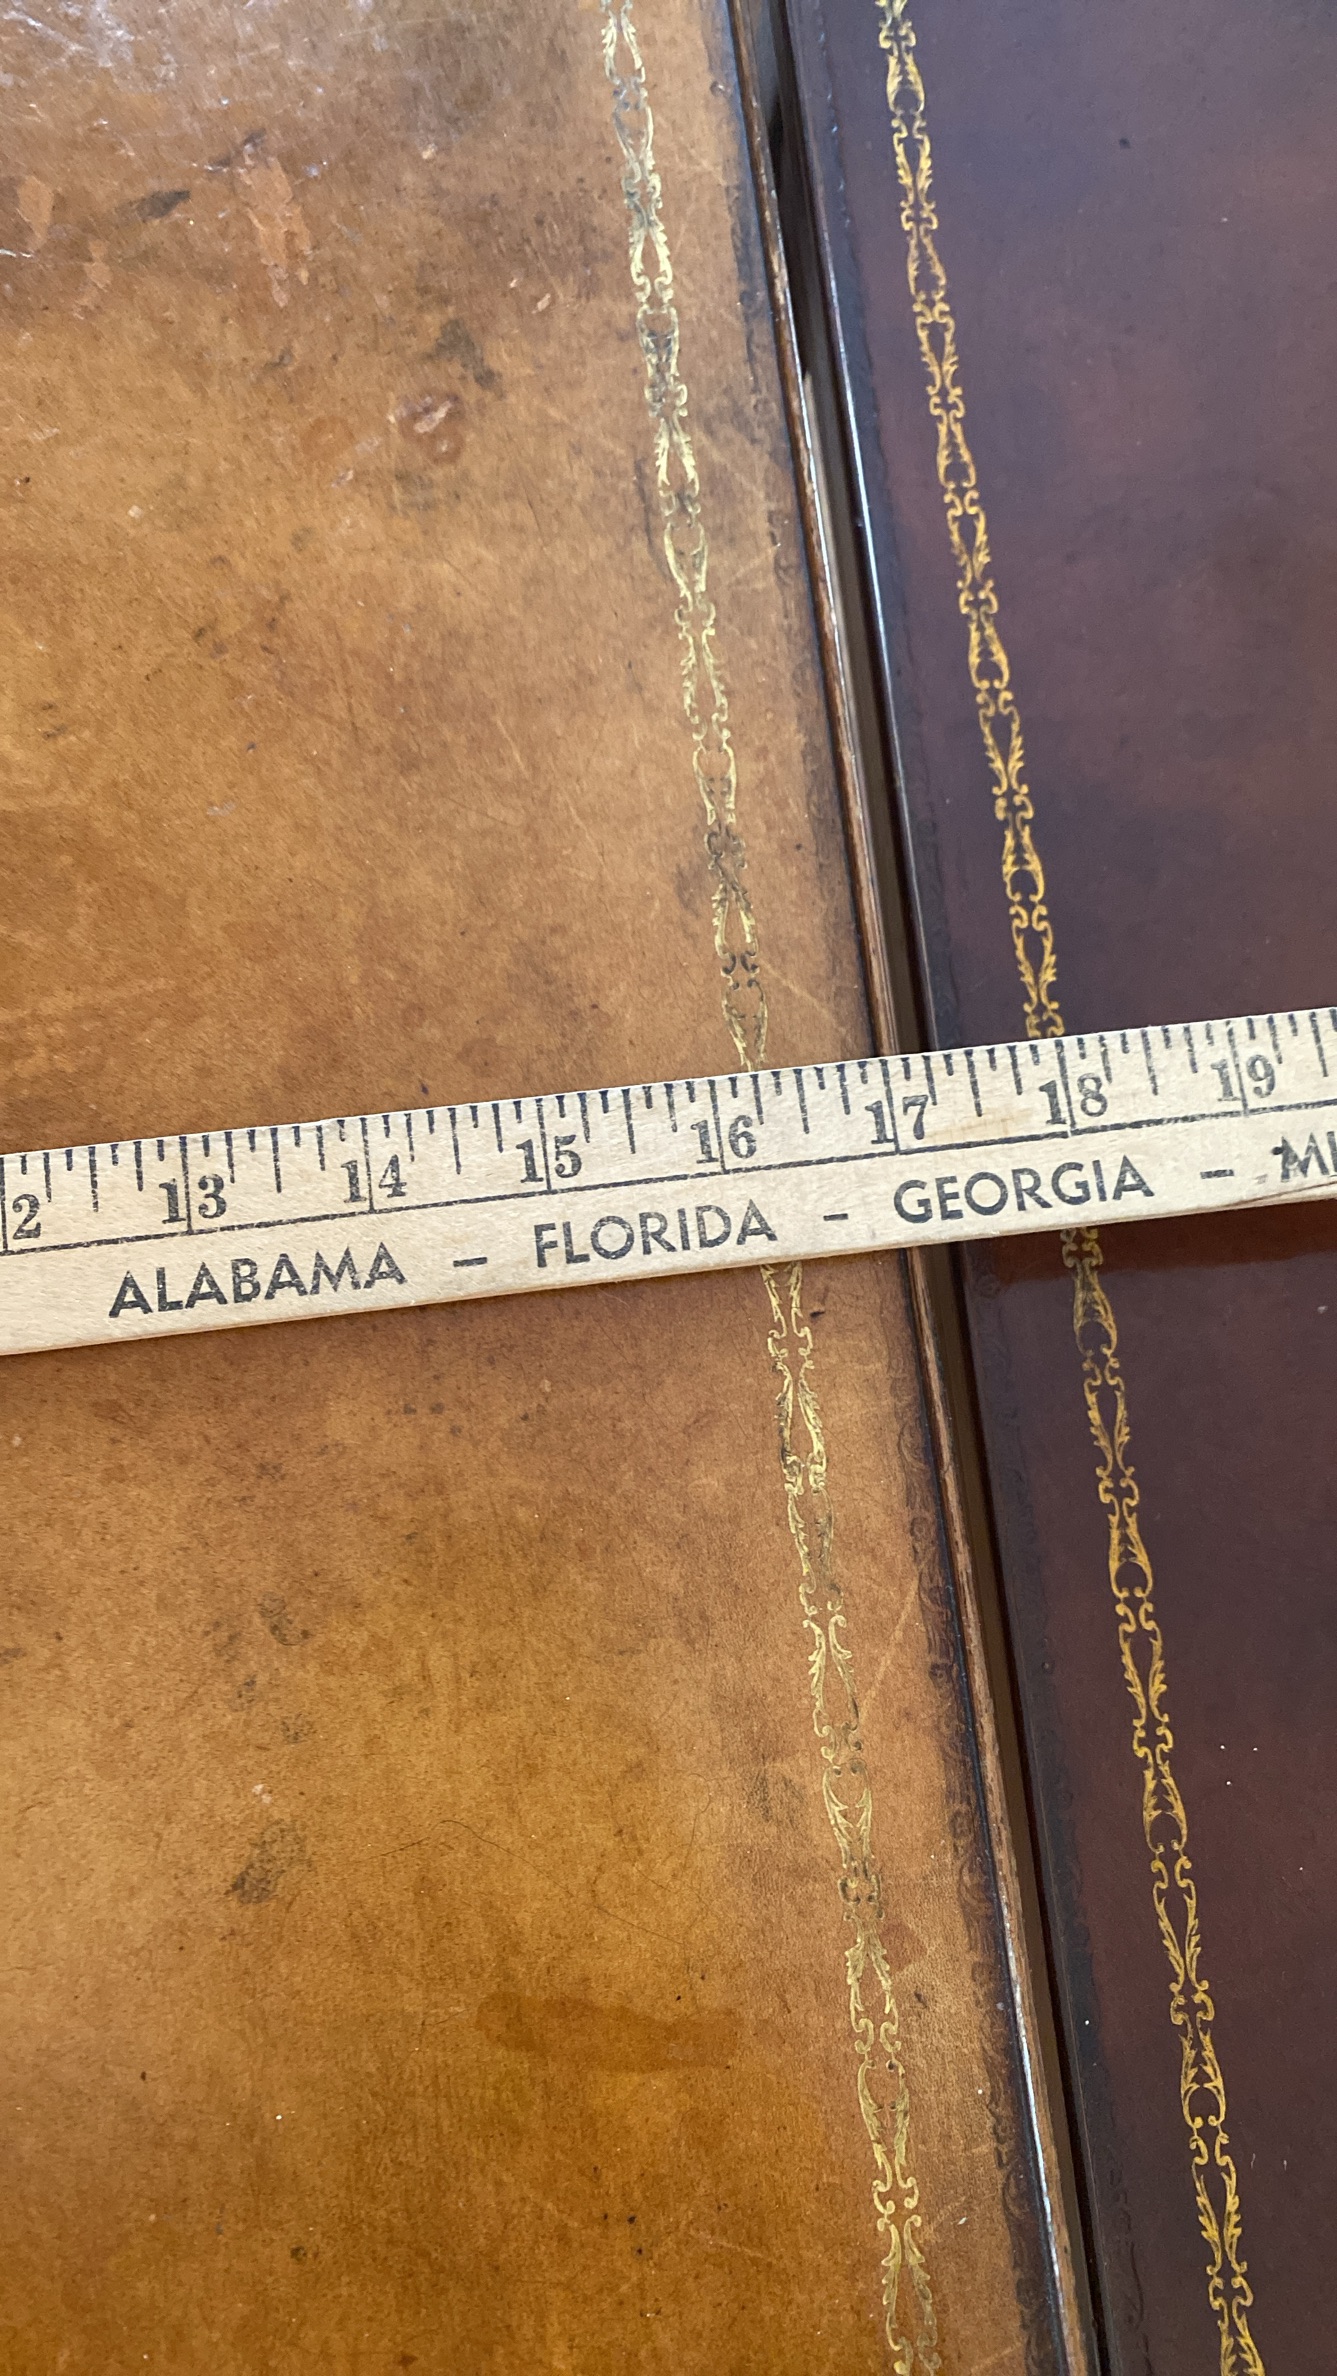 2 13 14 15 16 17 18 19
ALABAMA – FLORIDA – GEORGIA –